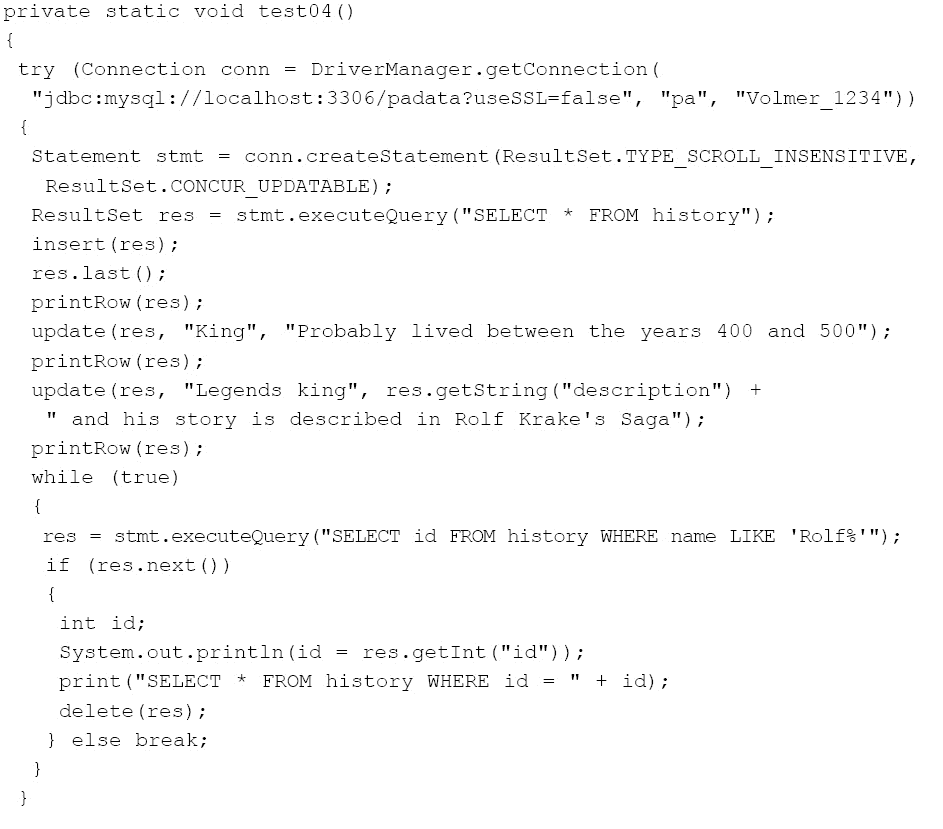 private static void test04()
{
try (Connection conn = DriverManager.getConnection(
"jdbc:mysql://localhost:3306/padata?useSSL=false", "pa", "Volmer_1234"))
{
Statement stmt = conn.createStatement(ResultSet.TYPE_SCROLL_INSENSITIVE,
ResultSet.CONCUR_UPDATABLE);
ResultSet res = stmt.executeQuery("SELECT * FROM history");
insert(res);
res.last();
printRow(res);
update(res, "King", "Probably lived between the years 400 and 500");
printRow(res);
update(res, "Legends king", res.getString("description") +
" and his story is described in Rolf Krake's Saga");
printRow(res);
while (true)
{
res = stmt.executeQuery("SELECT id FROM history WHERE name LIKE 'Rolf%'");
if (res.next())
{
int id;
System.out.println(id = res.getInt("id"));
print("SELECT * FROM history WHERE id = " + id);
delete(res);
} else break;
}
}